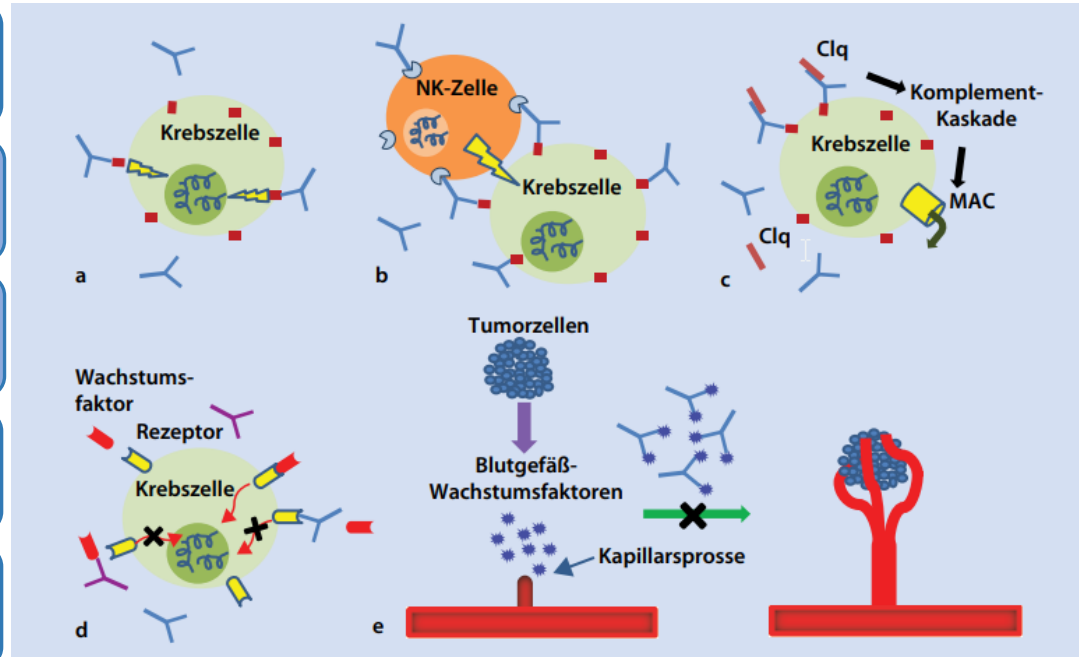 a
Krebszelle
b
NK-Zelle
Krebszelle
c
Clq
Komplement-
Kaskade
Krebszelle
MAC
Clq
d
Wachstums-
faktor
Rezeptor
Krebszelle
e
Tumorzellen
Blutgefäß-
Wachstumsfaktoren
Kapillarsprosse